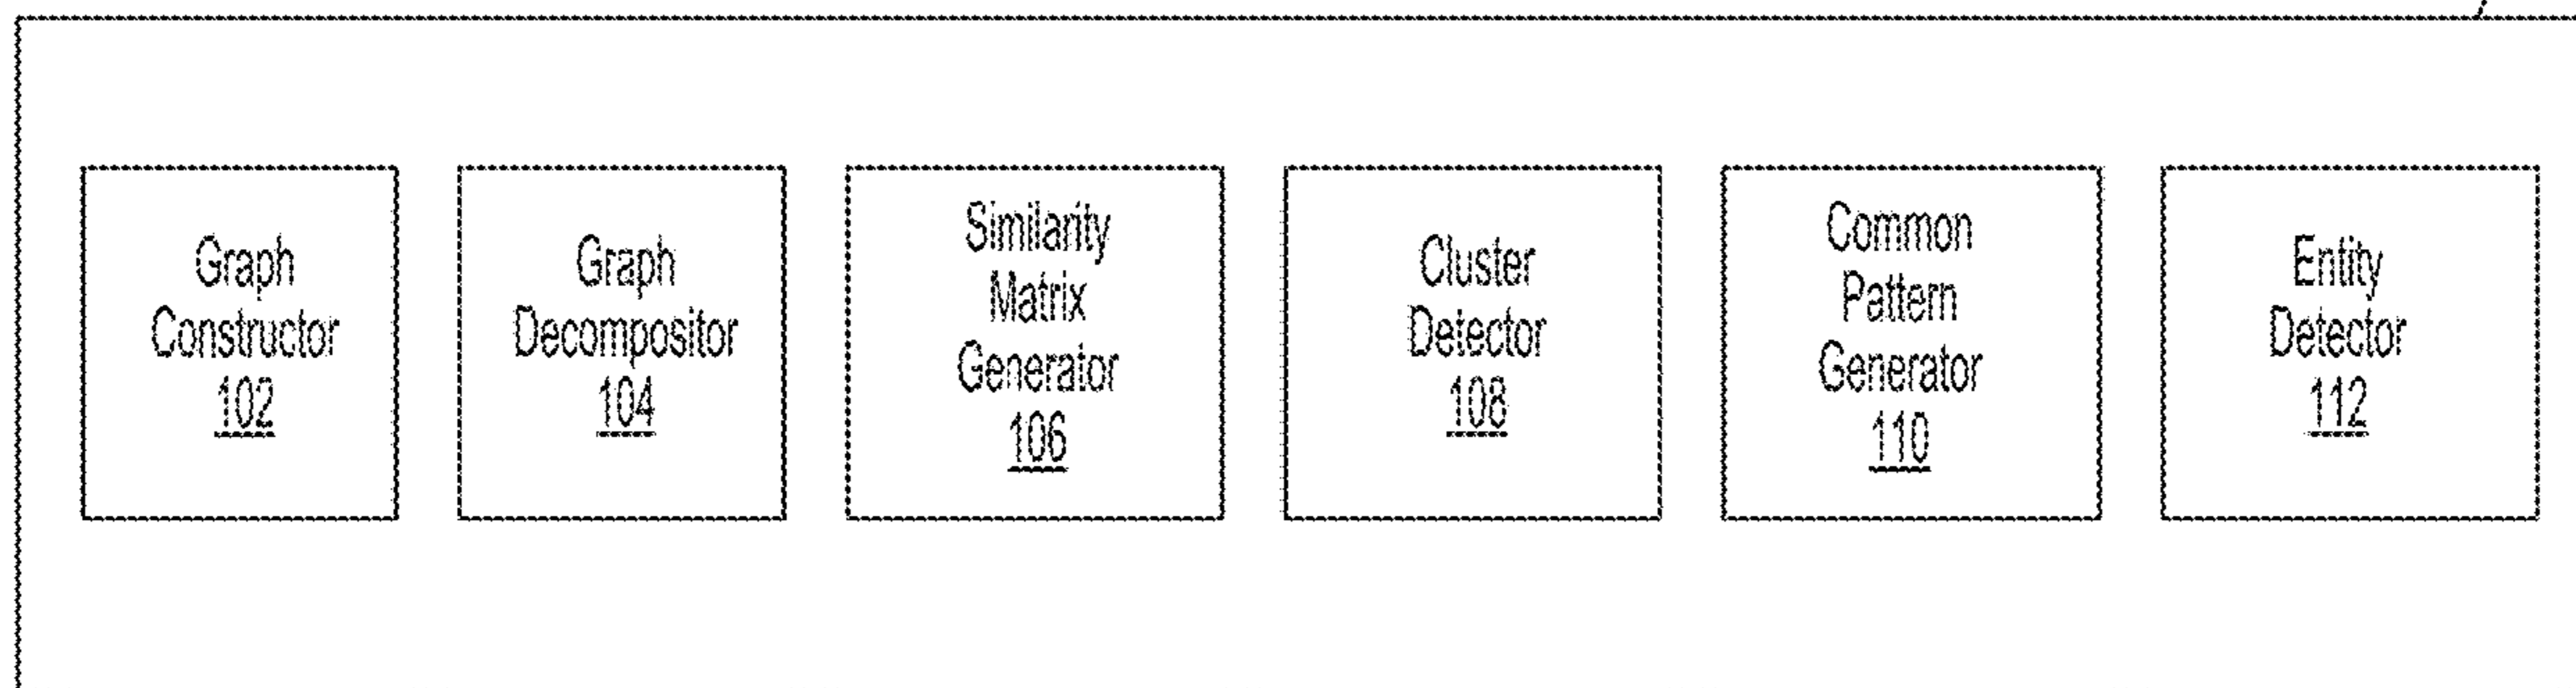 Graph
Constructor
102
Graph
Decompositor
104
Similarity
Matrix
Generator
106
Cluster
Detector
108
Common
Pattern
Generator
110
Entity
Detector
112